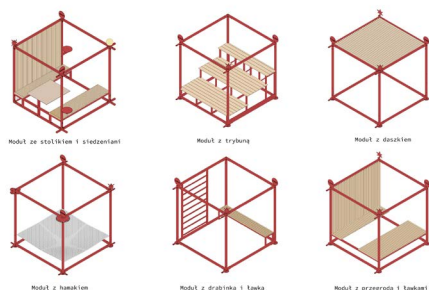 Moduł ze stolikiem i siedzeniami
Moduł z trybuną
Moduł z daszkiem
Moduł z hamakiem
Moduł z drabinką i ławką
Moduł z przegrodą i ławkami